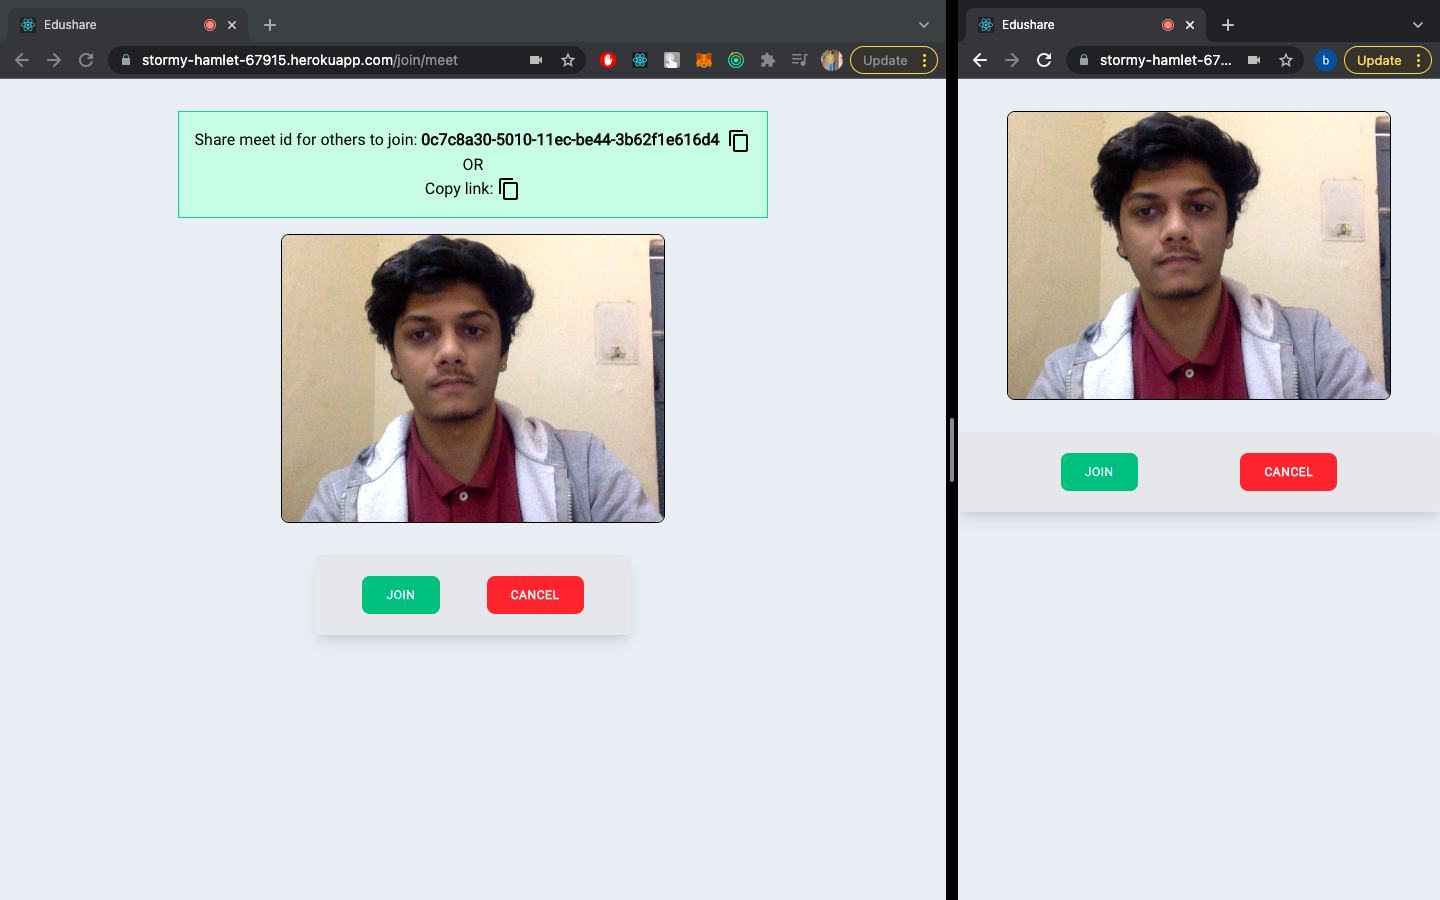 Edushare
stormy-hamlet-67915.herokuapp.com/join/meet
Update
Share meet id for others to join: 0c7c8a30-5010-11ec-be44-3b62f1e616d4
OR
Copy link:
JOIN CANCEL
Edushare
stormy-hamlet-67...
b
Update
JOIN CANCEL